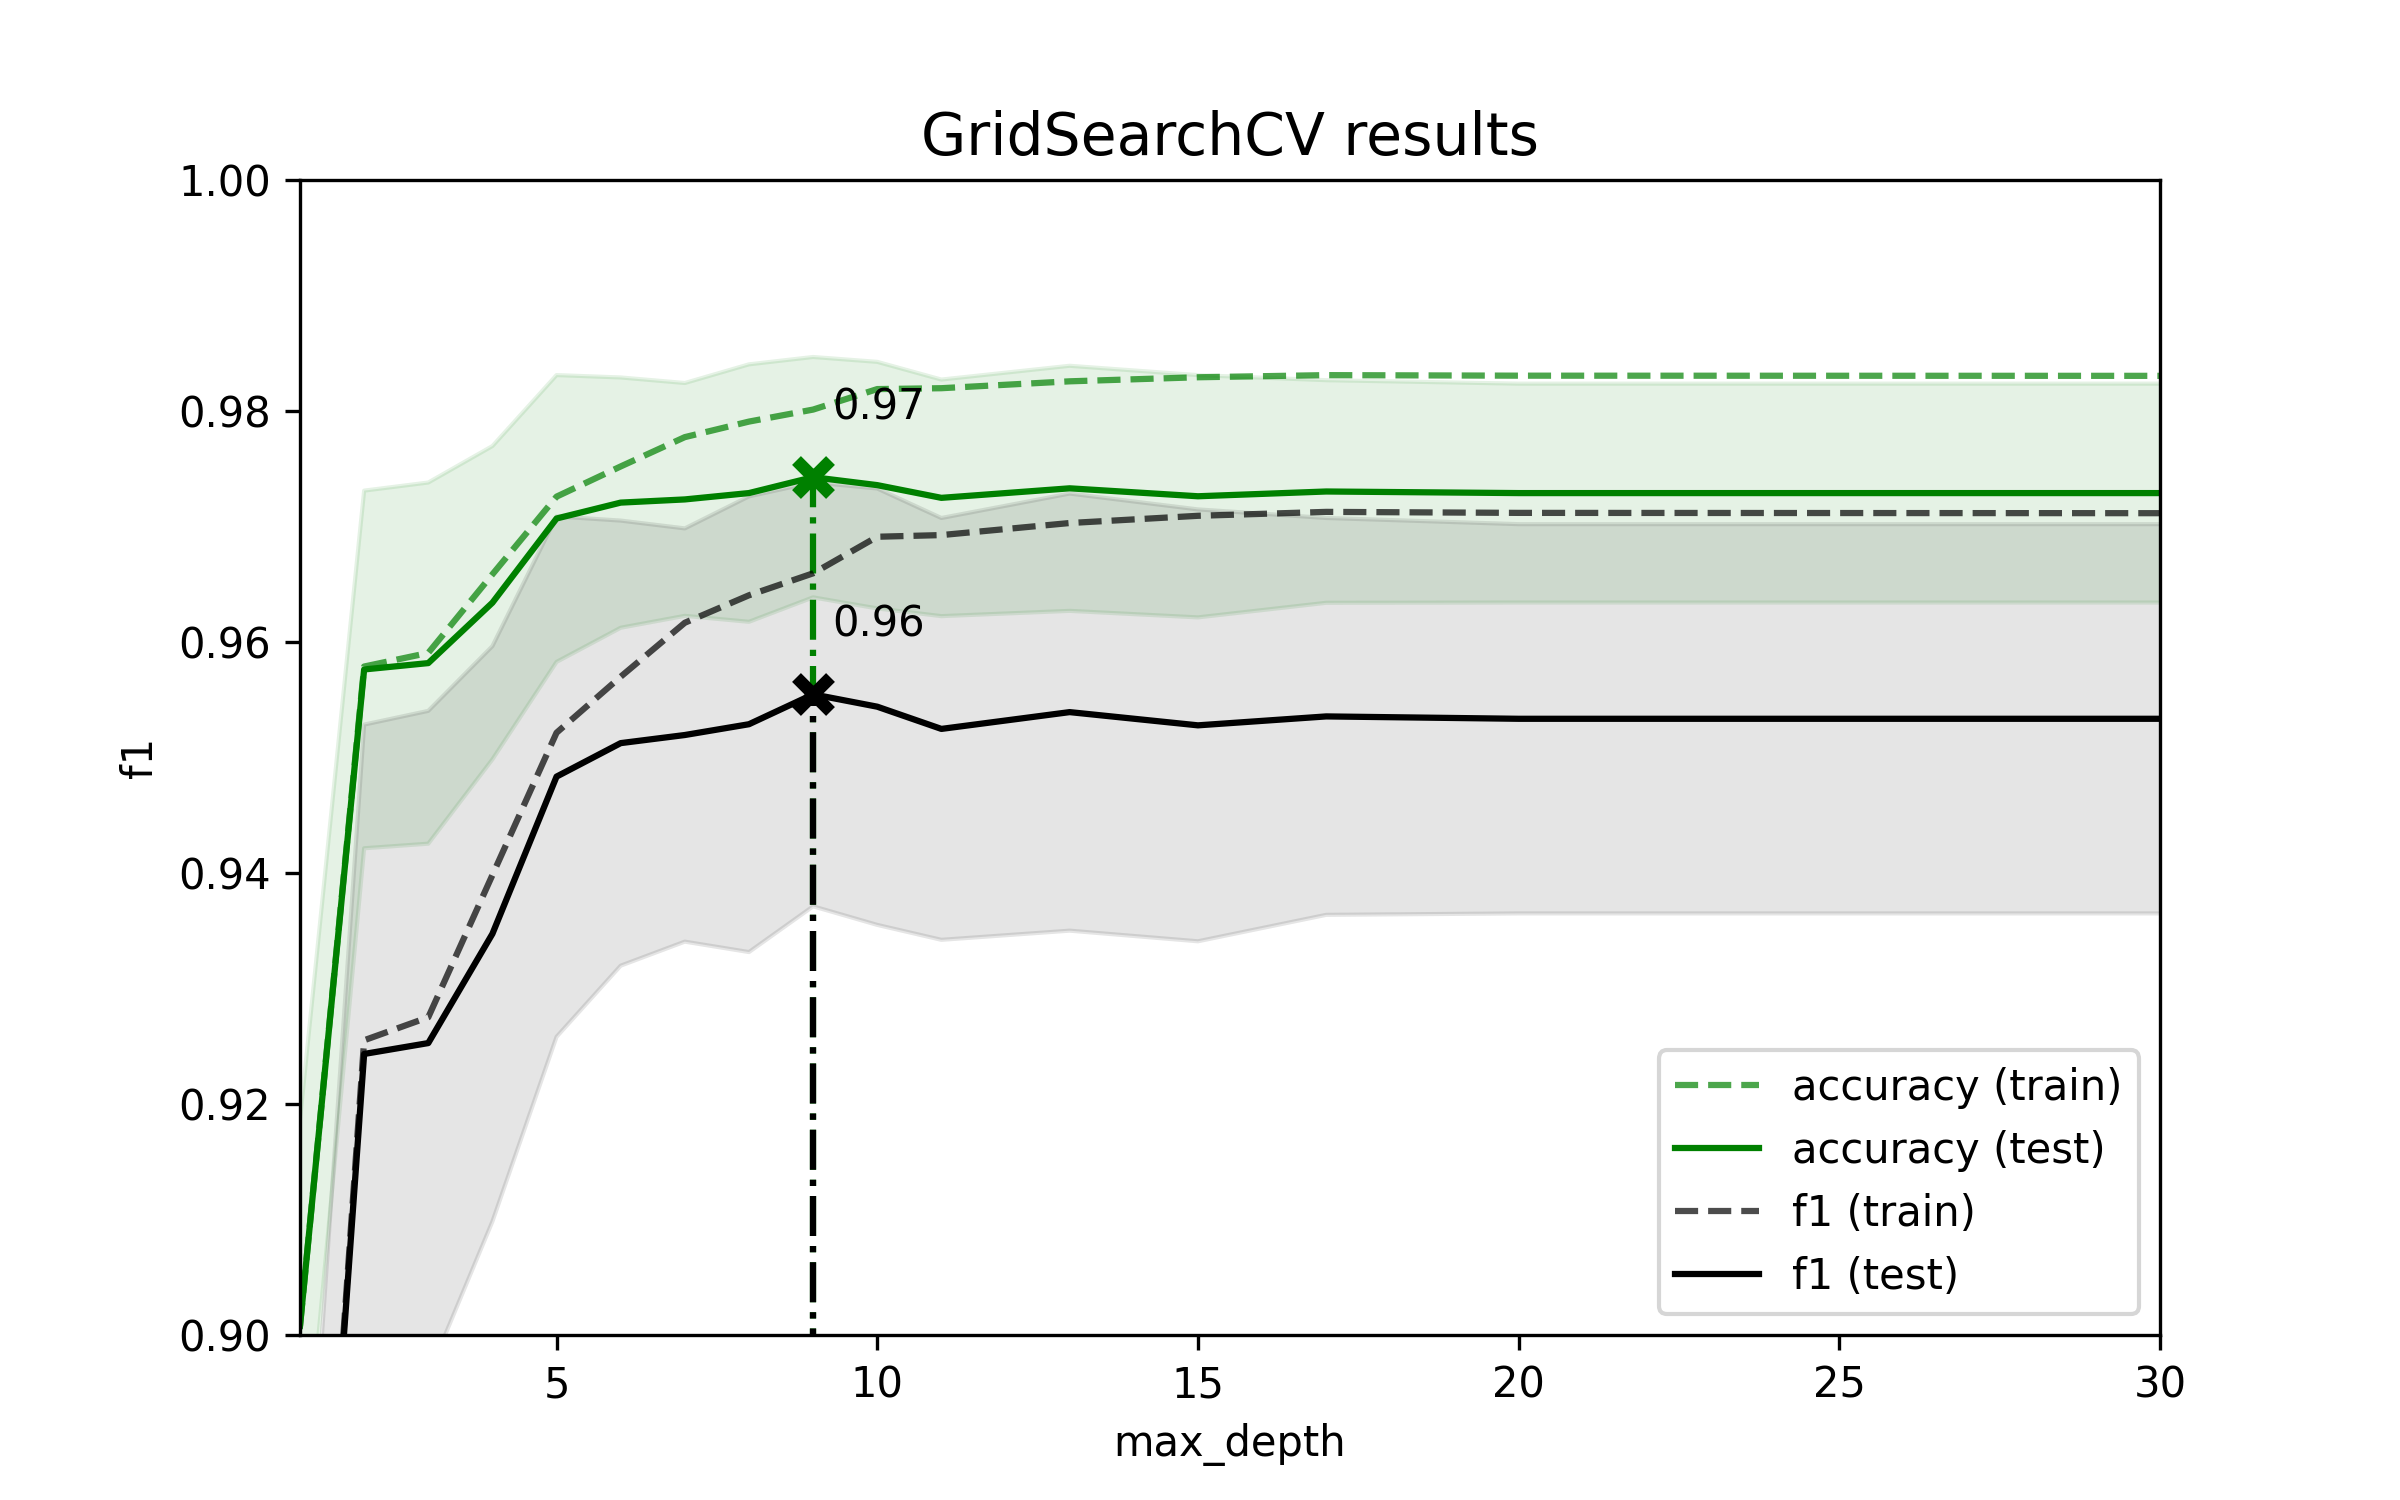 GridSearchCV results
1.00
0.98
0.96
0.94
0.92
0.90
f1
0.97
0.96
accuracy (train)
accuracy (test)
f1 (train)
f1 (test)
5 10 15 20 25 30
max_depth